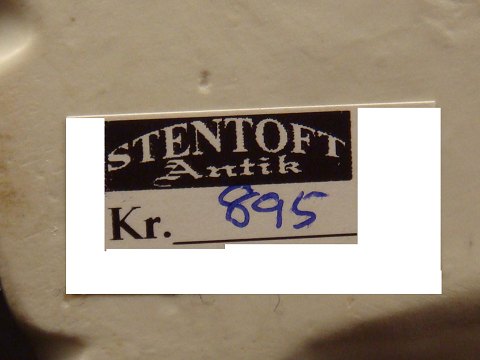 STENTOFT
Antik
Kr. 895